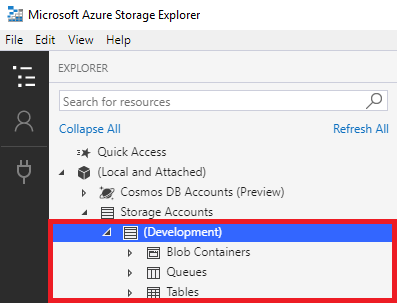 Microsoft Azure Storage Explorer
File Edit View Help
EXPLORER
Search for resources
Collapse All Refresh All
Quick Access
(Local and Attached)
Cosmos DB Accounts (Preview)
Storage Accounts
(Development)
Blob Containers
Queues
Tables